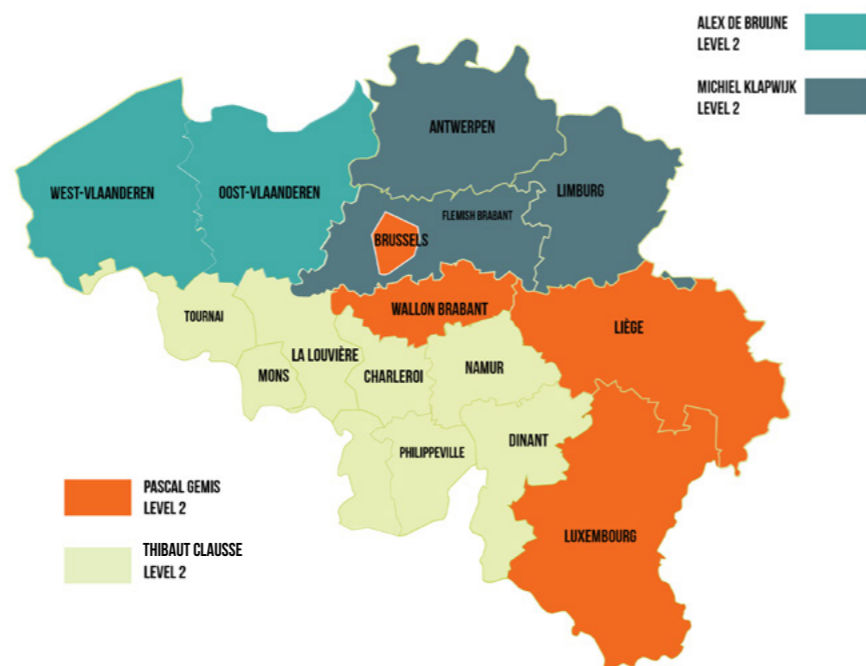 ALEX DE BRUIJNE
LEVEL 2
MICHIEL KLAPWIJK
LEVEL 2
ANTWERPEN
WEST-VLAANDEREN
OOST-VLAANDEREN
LIMBURG
FLEMISH BRABANT
BRUSSELS
WALLON BRABANT
TOURNAI
LIÈGE
LA LOUVIÈRE
MONS
CHARLEROI
NAMUR
DINANT
PHILIPPEVILLE
PASCAL GEMIS
LEVEL 2
LUXEMBOURG
THIBAUT CLAUSSE
LEVEL 2